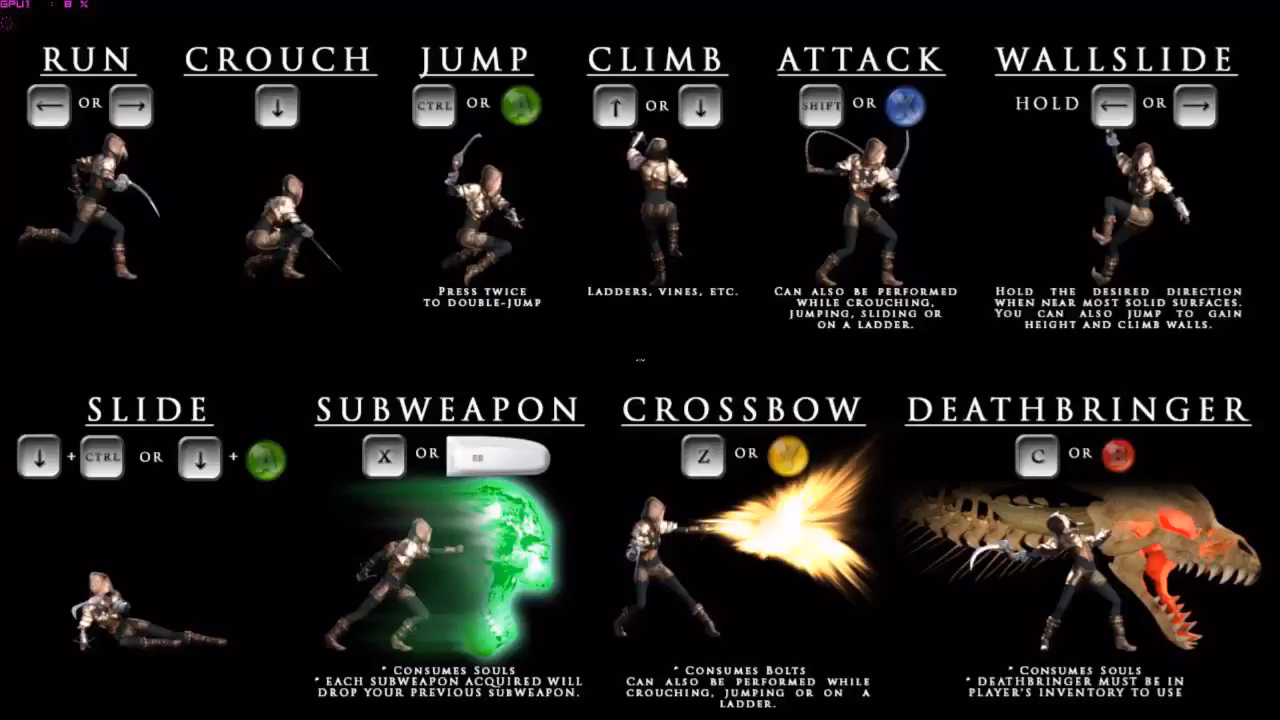 GPU1 : 8 %
RUN
← OR →
CROUCH
↓
JUMP
CTRL OR A
PRESS TWICE
TO DOUBLE-JUMP
CLIMB
↑ OR ↓
LADDERS, VINES, ETC.
ATTACK
SHIFT OR X
CAN ALSO BE PERFORMED
WHILE CROUCHING,
JUMPING, SLIDING OR
ON A LADDER.
WALLSLIDE
HOLD ← OR →
HOLD THE DESIRED DIRECTION
WHEN NEAR MOST SOLID SURFACES.
YOU CAN ALSO JUMP TO GAIN
HEIGHT AND CLIMB WALLS.
SLIDE
↓ + CTRL OR ↓ + A
SUBWEAPON
X OR RB
* CONSUMES SOULS
* EACH SUBWEAPON ACQUIRED WILL
DROP YOUR PREVIOUS SUBWEAPON.
CROSSBOW
Z OR Y
* CONSUMES BOLTS
CAN ALSO BE PERFORMED WHILE
CROUCHING, JUMPING OR ON A
LADDER.
DEATHBRINGER
C OR B
* CONSUMES SOULS
* DEATHBRINGER MUST BE IN
PLAYER'S INVENTORY TO USE